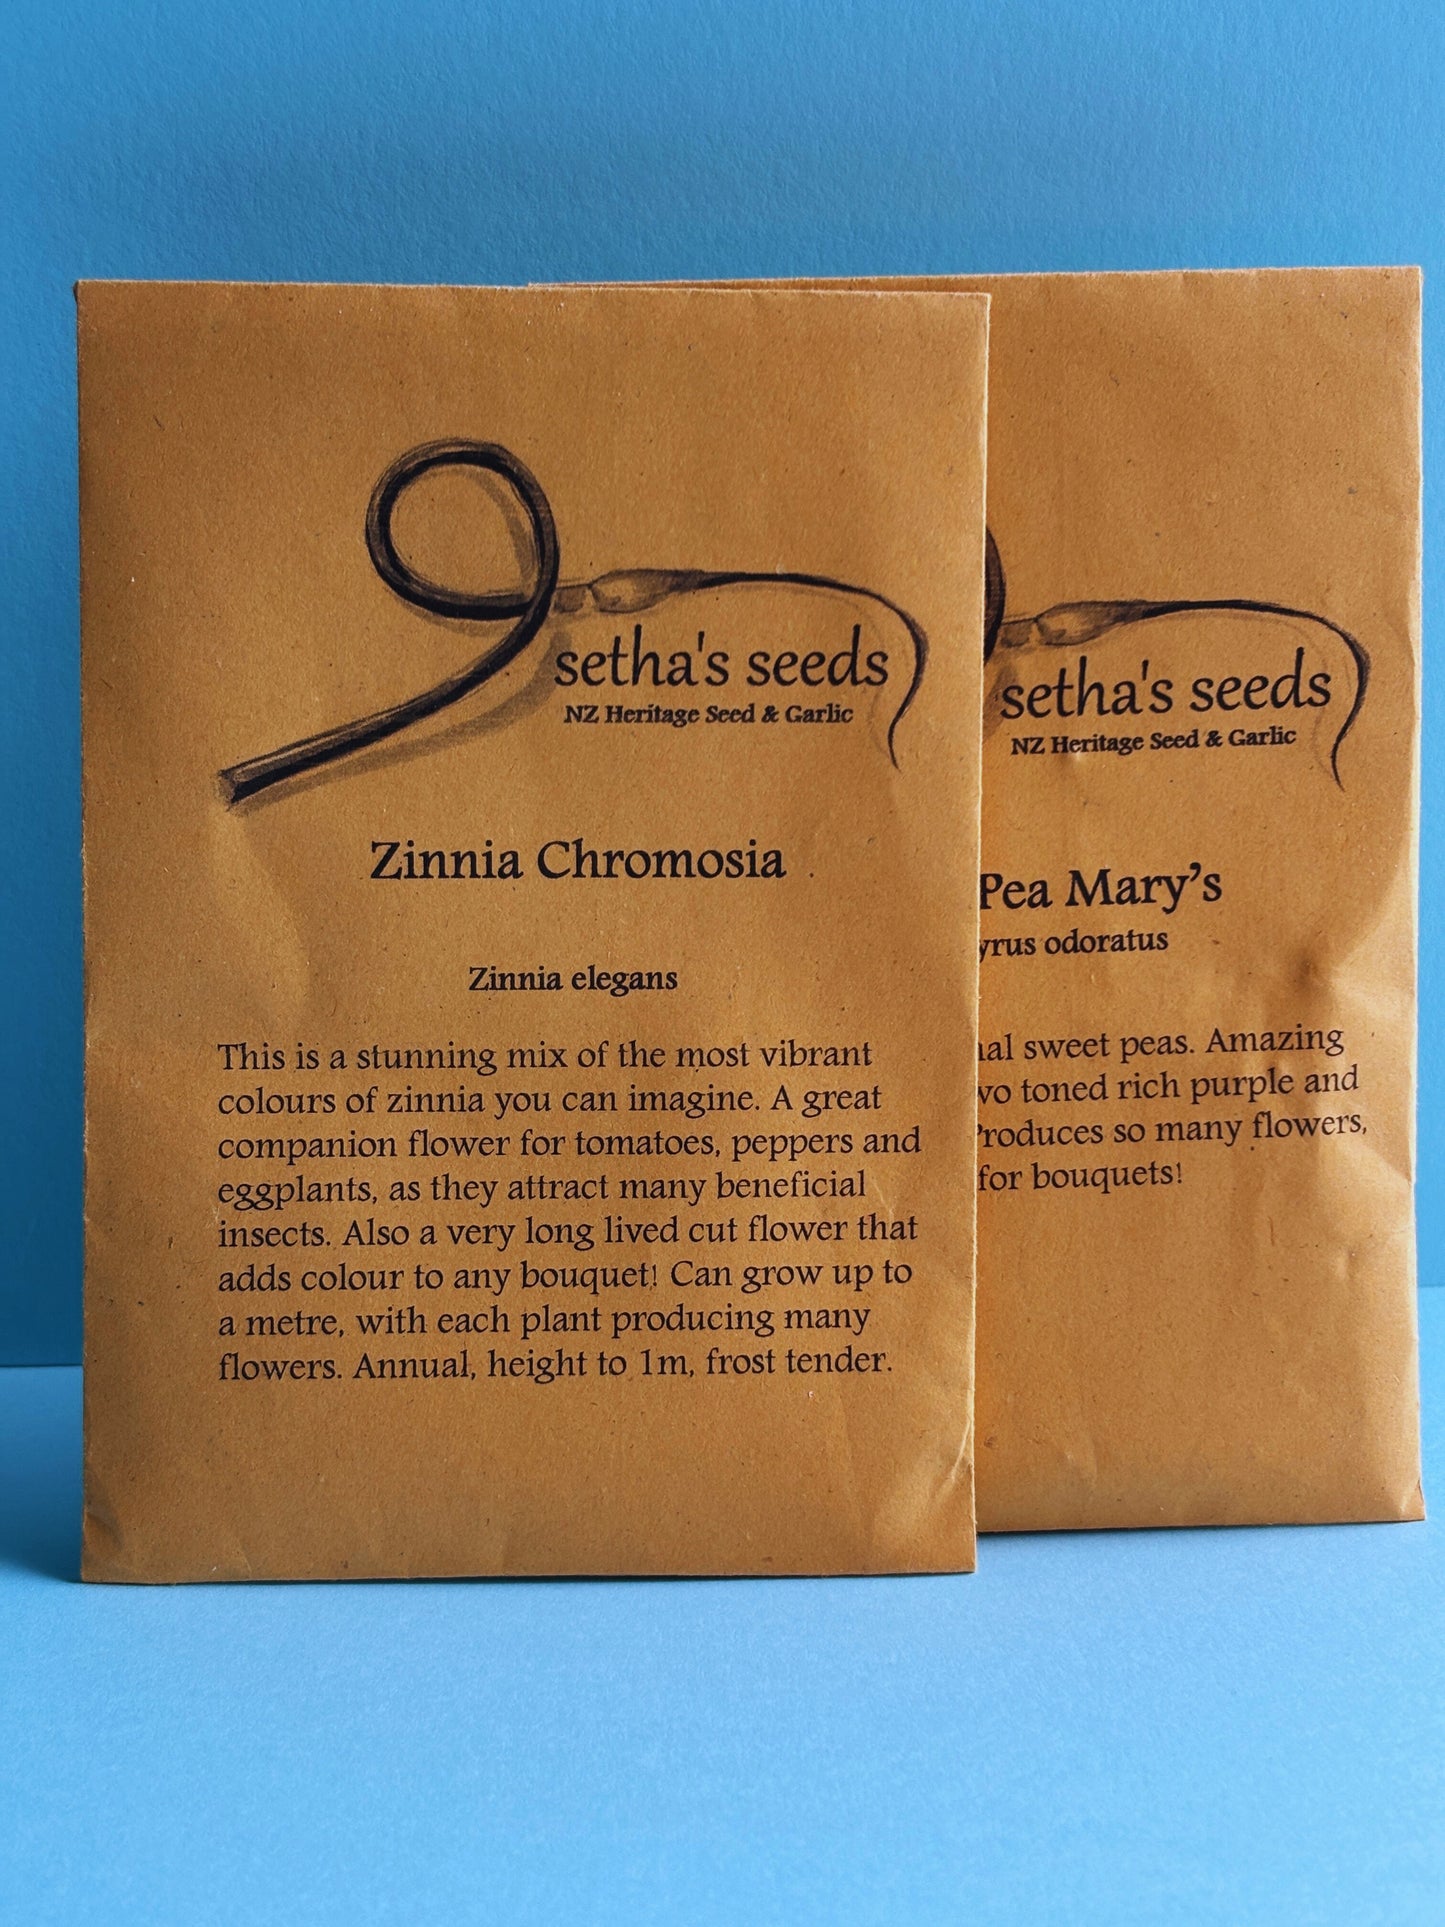 setha's seeds
NZ Heritage Seed & Garlic
Zinnia Chromosia
Zinnia elegans
This is a stunning mix of the most vibrant
colours of zinnia you can imagine. A great
companion flower for tomatoes, peppers and
eggplants, as they attract many beneficial
insects. Also a very long lived cut flower that
adds colour to any bouquet! Can grow up to
a metre, with each plant producing many
flowers. Annual, height to 1m, frost tender.
setha's seeds
NZ Heritage Seed & Garlic
Pea Mary’s
odoratus
sweet peas. Amazing
toned rich purple and
many flowers,
for bouquets!